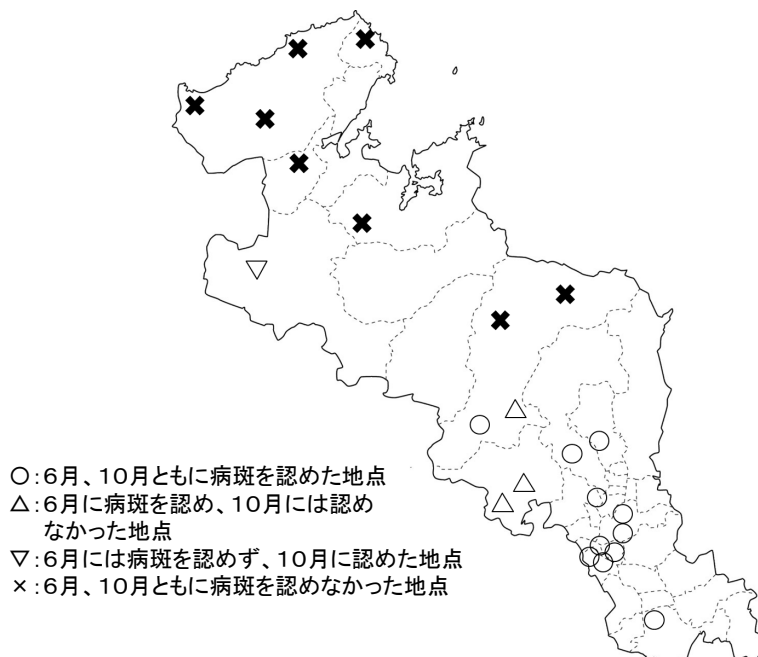 ○:6月、10月ともに病斑を認めた地点
△:6月に病斑を認め、10月には認め
なかった地点
▽:6月には病斑を認めず、10月に認めた地点
×:6月、10月ともに病斑を認めなかった地点